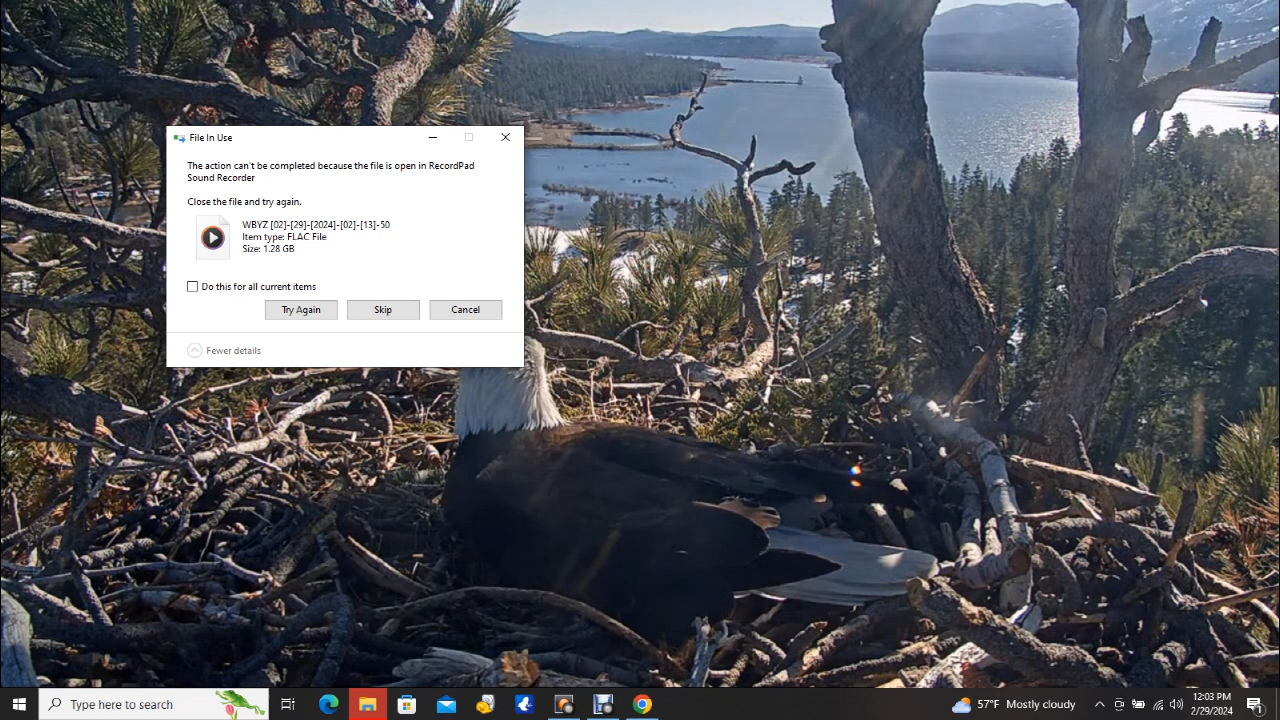 File In Use
The action can't be completed because the file is open in RecordPad
Sound Recorder
Close the file and try again.
WBYZ [02]-[29]-[2024]-[02]-[13]-50
Item type: FLAC File
Size: 1.28 GB
Do this for all current items
Try Again
Skip
Cancel
Fewer details
Type here to search
57°F Mostly cloudy
12:03 PM
2/29/2024
1